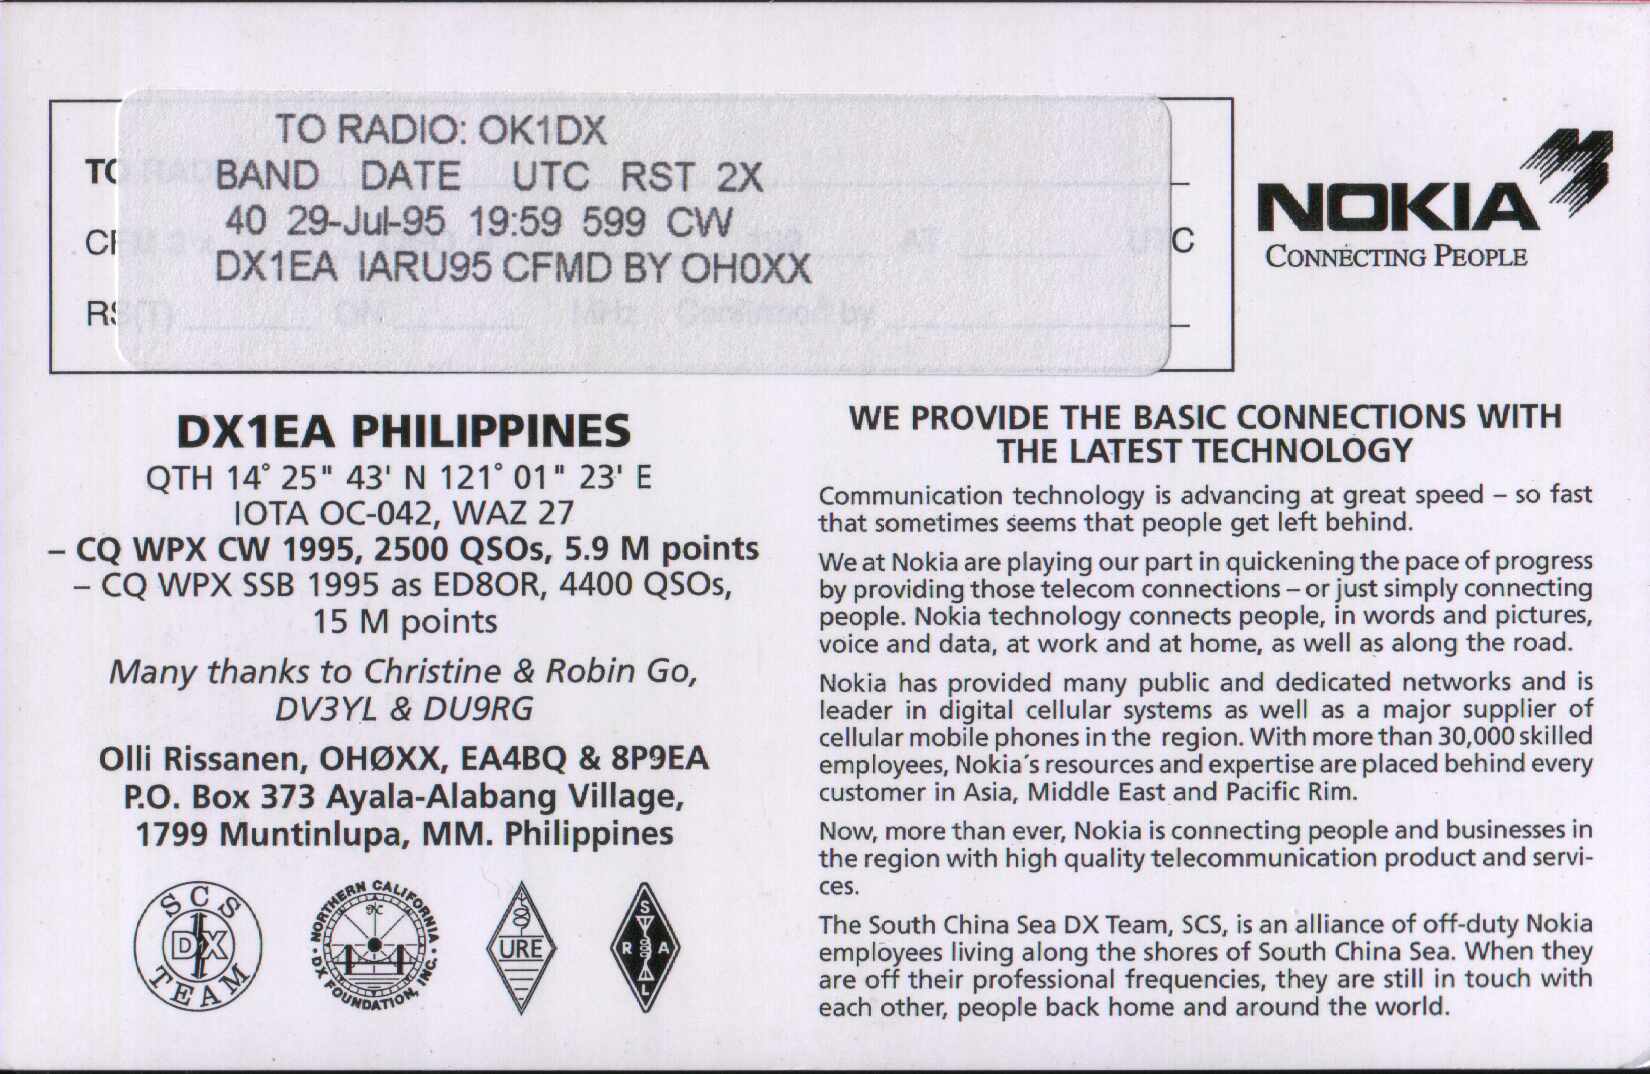 TO RADIO: OK1DX
BAND DATE UTC RST 2X
40 29-Jul-95 19:59 599 CW
DX1EA IARU95 CFMD BY OH0XX
TO RAD
CFM 2 x 199 AT UTC
RS(T) ON MHz Confirmed by
NOKIA
CONNECTING PEOPLE
DX1EA PHILIPPINES
QTH 14° 25" 43' N 121° 01" 23' E
IOTA OC-042, WAZ 27
– CQ WPX CW 1995, 2500 QSOs, 5.9 M points
– CQ WPX SSB 1995 as ED8OR, 4400 QSOs,
15 M points
Many thanks to Christine & Robin Go,
DV3YL & DU9RG
Olli Rissanen, OHØXX, EA4BQ & 8P9EA
P.O. Box 373 Ayala-Alabang Village,
1799 Muntinlupa, MM. Philippines
SCS
DX
TEAM
NORTHERN CALIFORNIA
DX FOUNDATION, INC.
URE
A R R L
WE PROVIDE THE BASIC CONNECTIONS WITH
THE LATEST TECHNOLOGY
Communication technology is advancing at great speed – so fast
that sometimes seems that people get left behind.
We at Nokia are playing our part in quickening the pace of progress
by providing those telecom connections – or just simply connecting
people. Nokia technology connects people, in words and pictures,
voice and data, at work and at home, as well as along the road.
Nokia has provided many public and dedicated networks and is
leader in digital cellular systems as well as a major supplier of
cellular mobile phones in the region. With more than 30,000 skilled
employees, Nokia´s resources and expertise are placed behind every
customer in Asia, Middle East and Pacific Rim.
Now, more than ever, Nokia is connecting people and businesses in
the region with high quality telecommunication product and servi-
ces.
The South China Sea DX Team, SCS, is an alliance of off-duty Nokia
employees living along the shores of South China Sea. When they
are off their professional frequencies, they are still in touch with
each other, people back home and around the world.